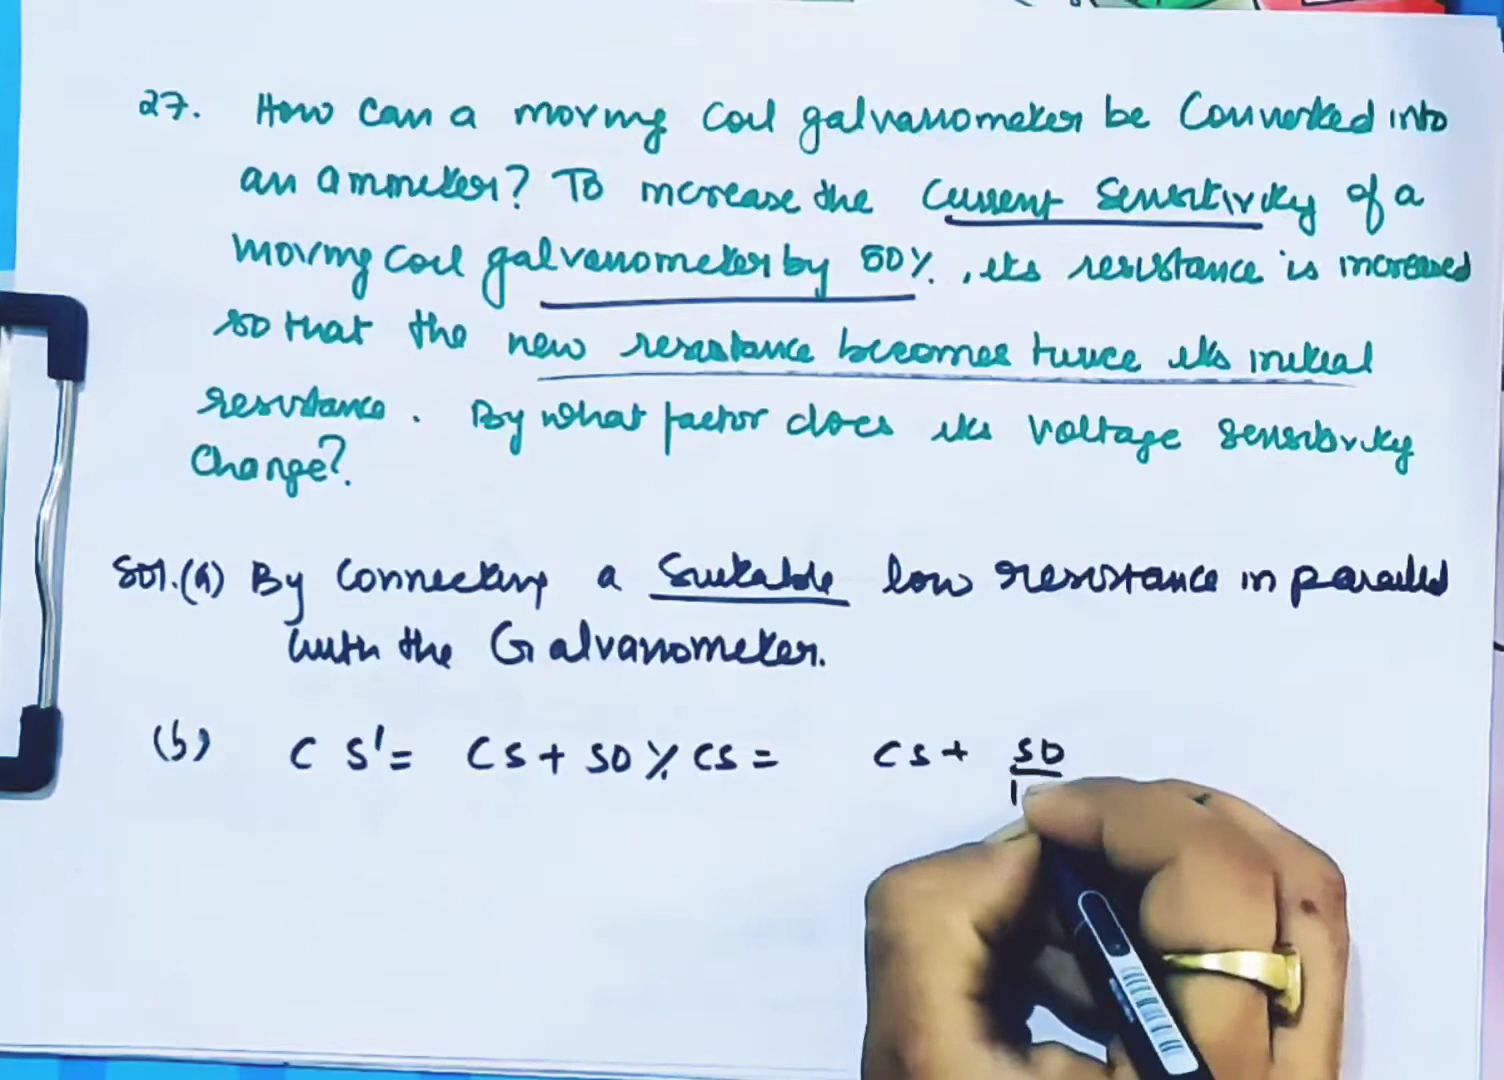 27. How can a moving coil galvanometer be Converted into
an ammeter? To increase the Current Sensitivity of a
moving coil galvanometer by 50%, its resistance is increased
so that the new resistance becomes twice its initial
resistance. By what factor does its voltage sensitivity
Change?
Sol.(a) By Connecting a Suitable low resistance in parallel
with the Galvanometer.
(b) CS' = CS + 50% CS = CS + 50/1